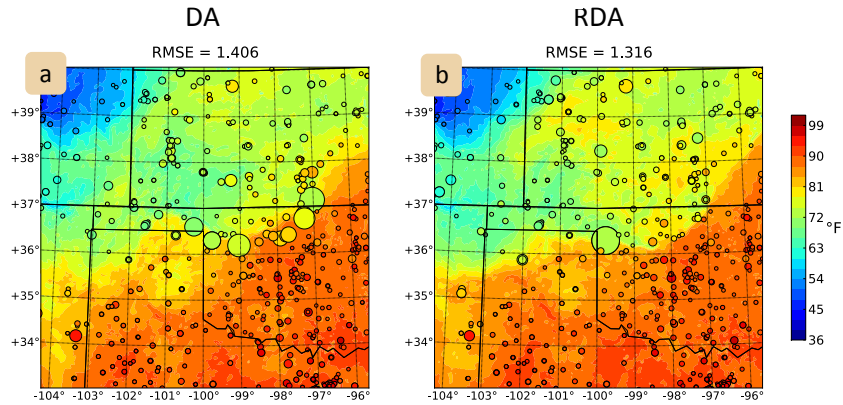 DA
RDA
RMSE = 1.406
RMSE = 1.316
a
b
+39°
+38°
+37°
+36°
+35°
+34°
-104° -103° -102° -101° -100° -99° -98° -97° -96°
+39°
+38°
+37°
+36°
+35°
+34°
-104° -103° -102° -101° -100° -99° -98° -97° -96°
99
90
81
72
63
54
45
36
°F